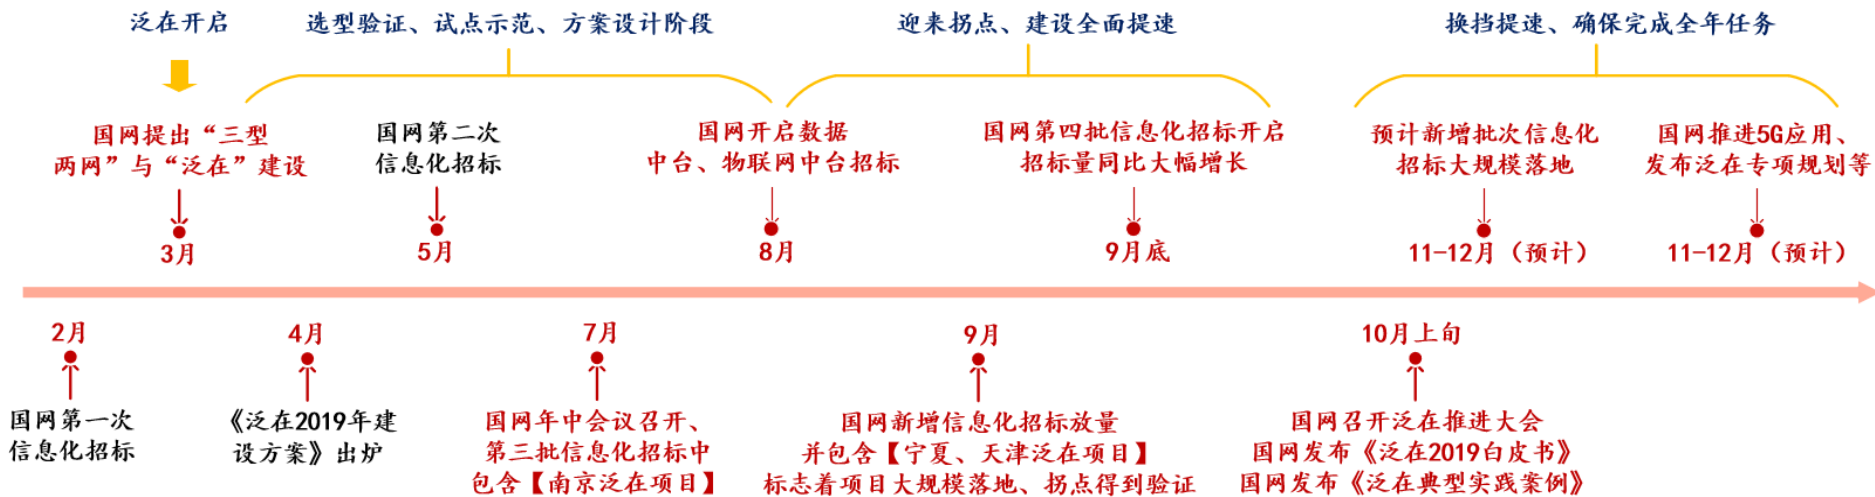 泛在开启
选型验证、试点示范、方案设计阶段
迎来拐点、建设全面提速
换挡提速、确保完成全年任务
国网提出“三型
两网”与“泛在”建设
3月
国网第二次
信息化招标
5月
国网开启数据
中台、物联网中台招标
8月
国网第四批信息化招标开启
招标量同比大幅增长
9月底
预计新增批次信息化
招标大规模落地
11-12月（预计）
国网推进5G应用、
发布泛在专项规划等
11-12月（预计）
2月
国网第一次
信息化招标
4月
《泛在2019年建
设方案》出炉
7月
国网年中会议召开、
第三批信息化招标中
包含【南京泛在项目】
9月
国网新增信息化招标放量
并包含【宁夏、天津泛在项目】
标志着项目大规模落地、拐点得到验证
10月上旬
国网召开泛在推进大会
国网发布《泛在2019白皮书》
国网发布《泛在典型实践案例》